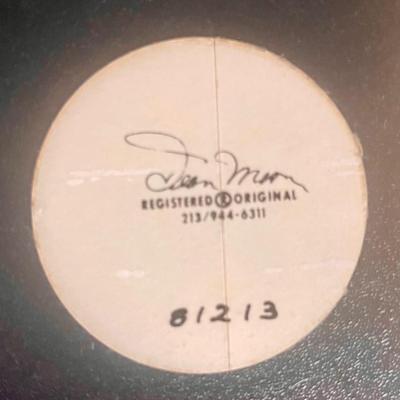 Dean Moon
REGISTERED ® ORIGINAL
213/944-6311
81213